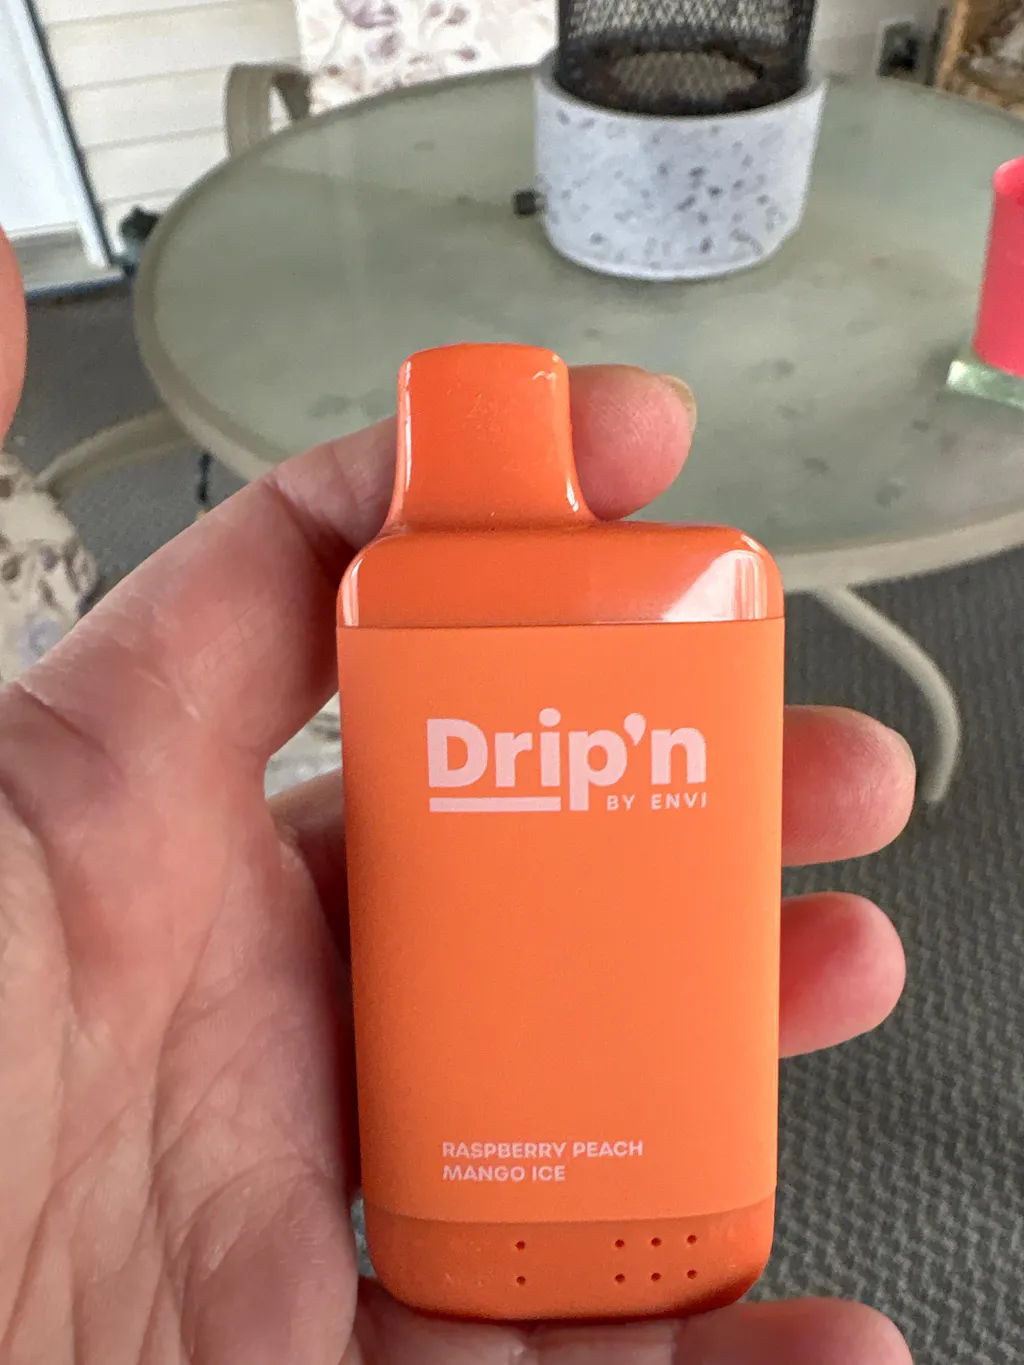 Drip'n
BY ENVI
RASPBERRY PEACH
MANGO ICE